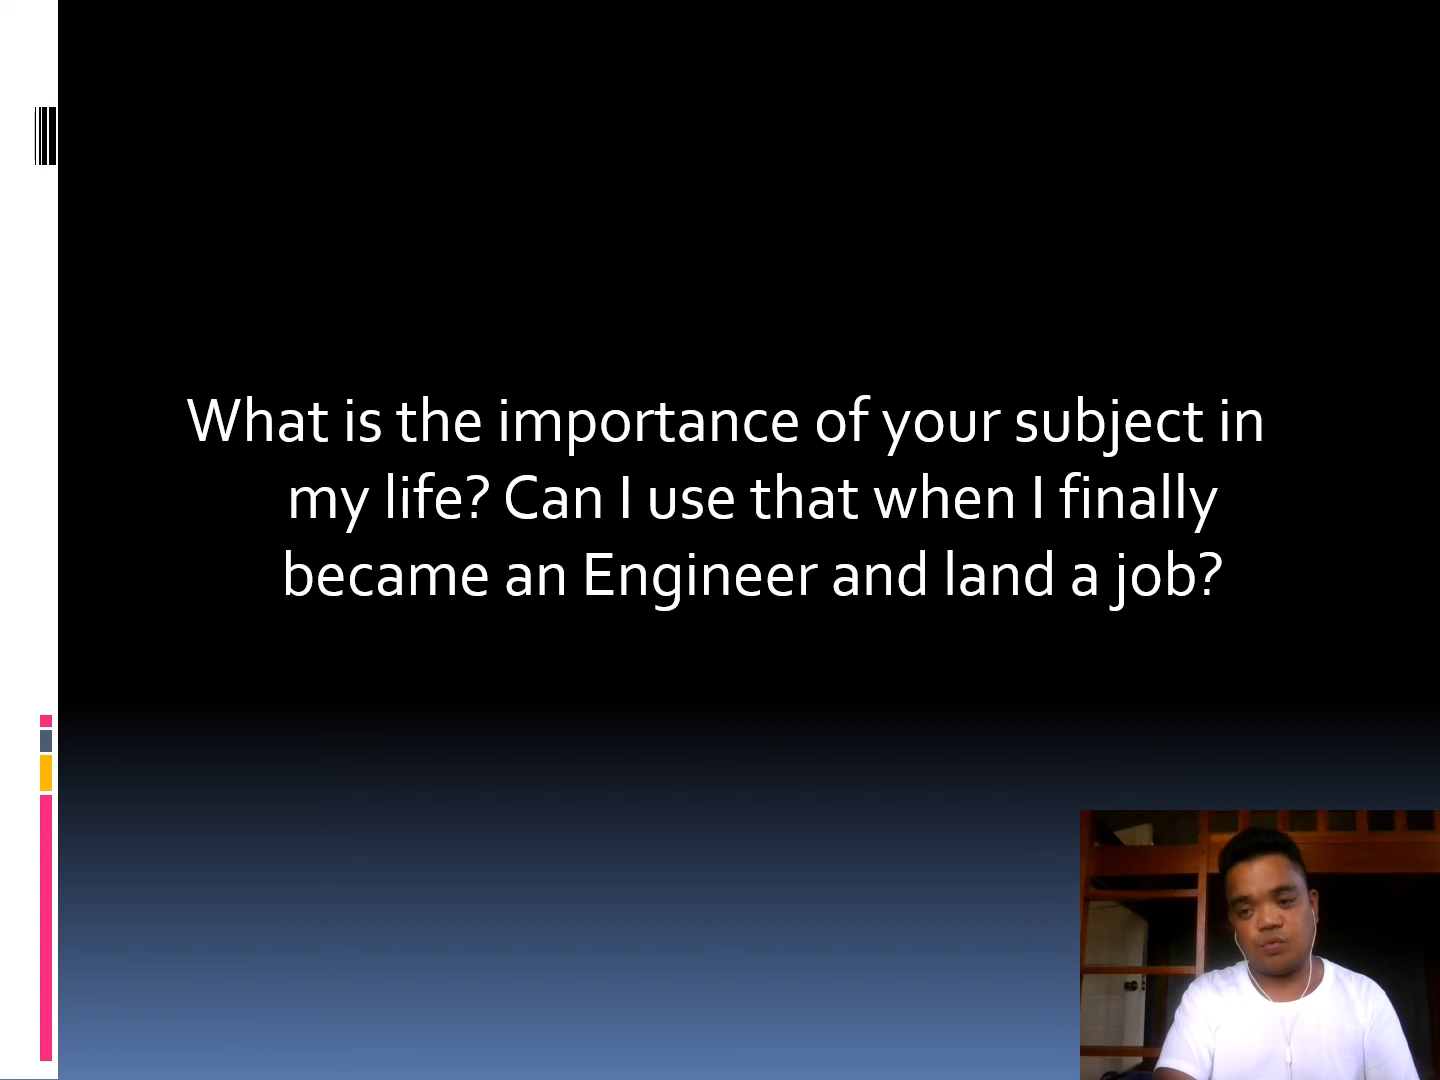 What is the importance of your subject in
my life? Can I use that when I finally
became an Engineer and land a job?